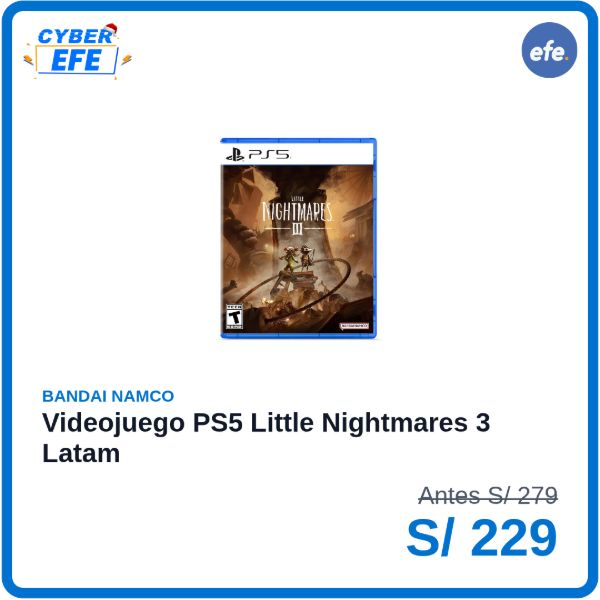 CYBER
EFE
efe.
PS5
LITTLE
NIGHTMARES
III
T
BANDAI NAMCO
Videojuego PS5 Little Nightmares 3
Latam
Antes S/ 279
S/ 229